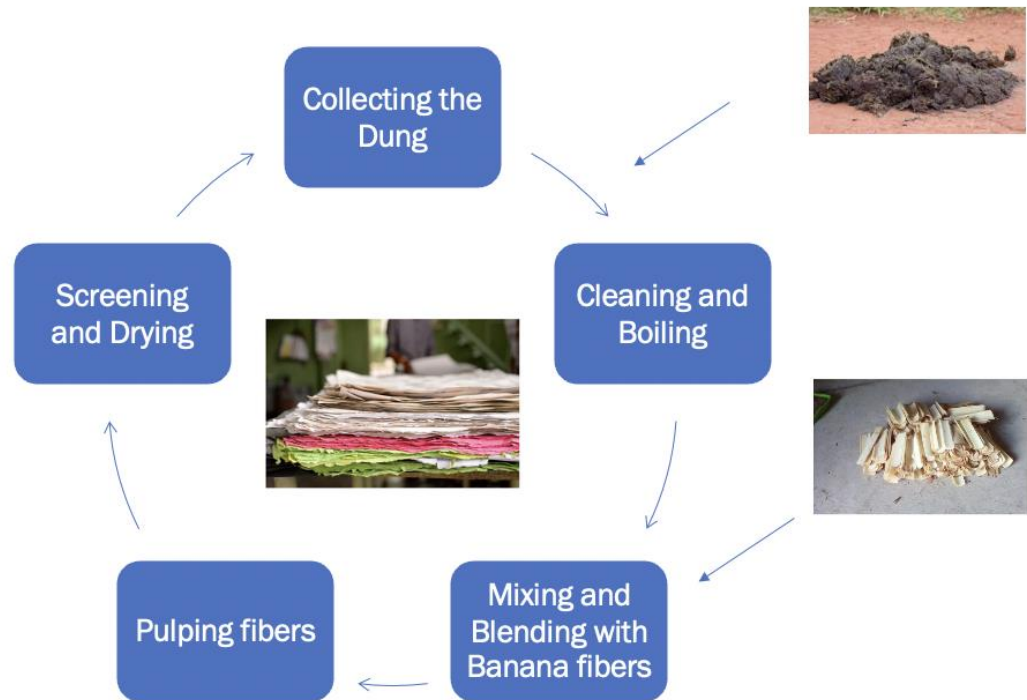 Collecting the
Dung
Cleaning and
Boiling
Mixing and
Blending with
Banana fibers
Pulping fibers
Screening
and Drying